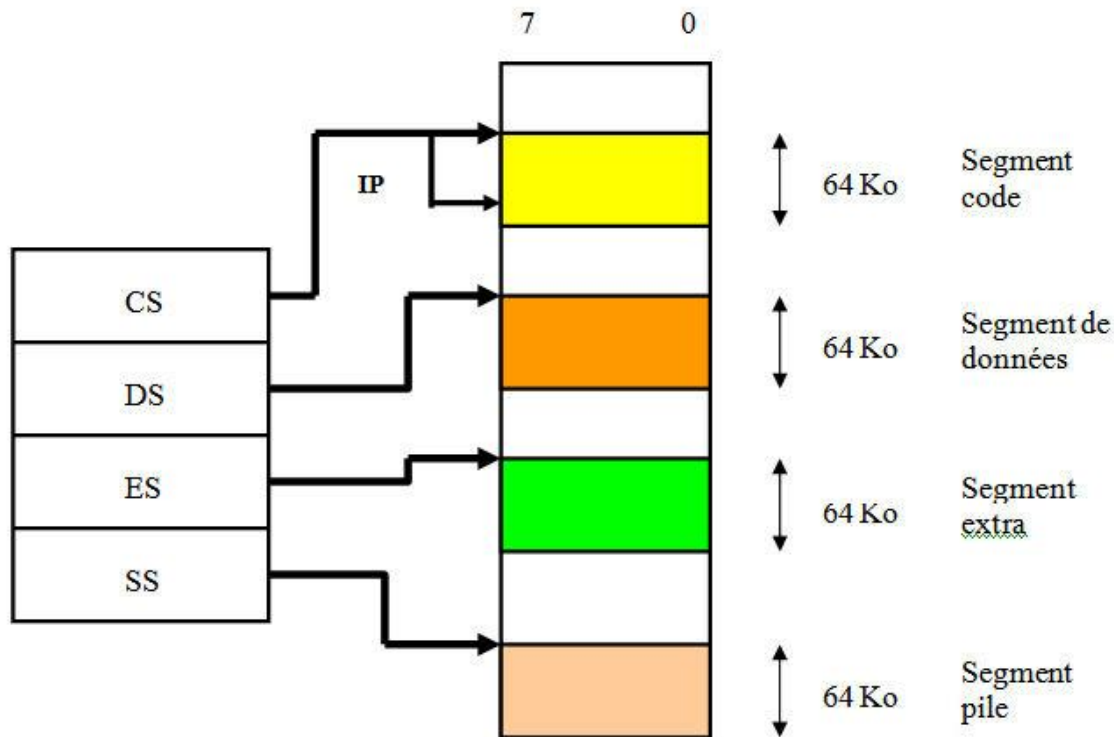 7 0
IP
64 Ko
Segment
code
CS
DS
ES
SS
64 Ko
Segment de
données
64 Ko
Segment
extra
64 Ko
Segment
pile